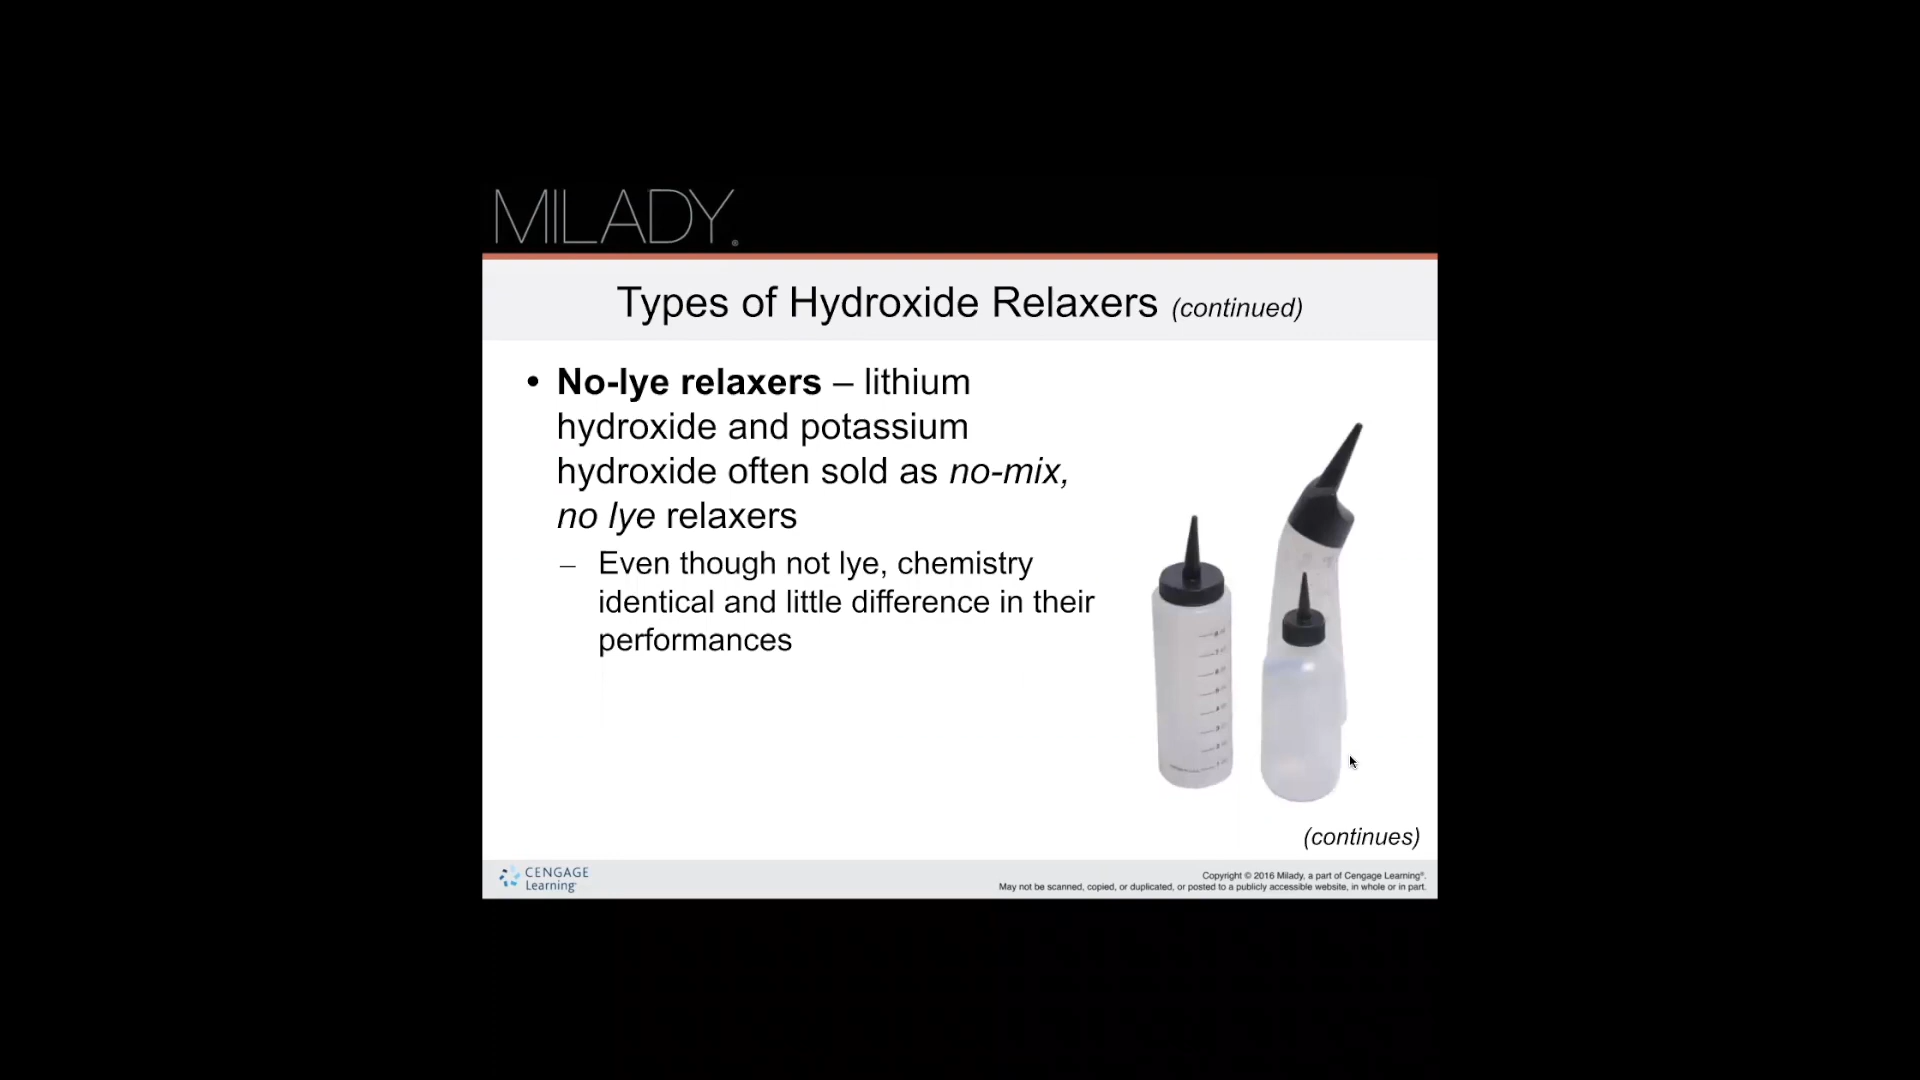 MILADY®
Types of Hydroxide Relaxers (continued)
• No-lye relaxers – lithium
hydroxide and potassium
hydroxide often sold as no-mix,
no lye relaxers
– Even though not lye, chemistry
identical and little difference in their
performances
(continues)
CENGAGE
Learning
Copyright © 2016 Milady, a part of Cengage Learning®.
May not be scanned, copied, or duplicated, or posted to a publicly accessible website, in whole or in part.